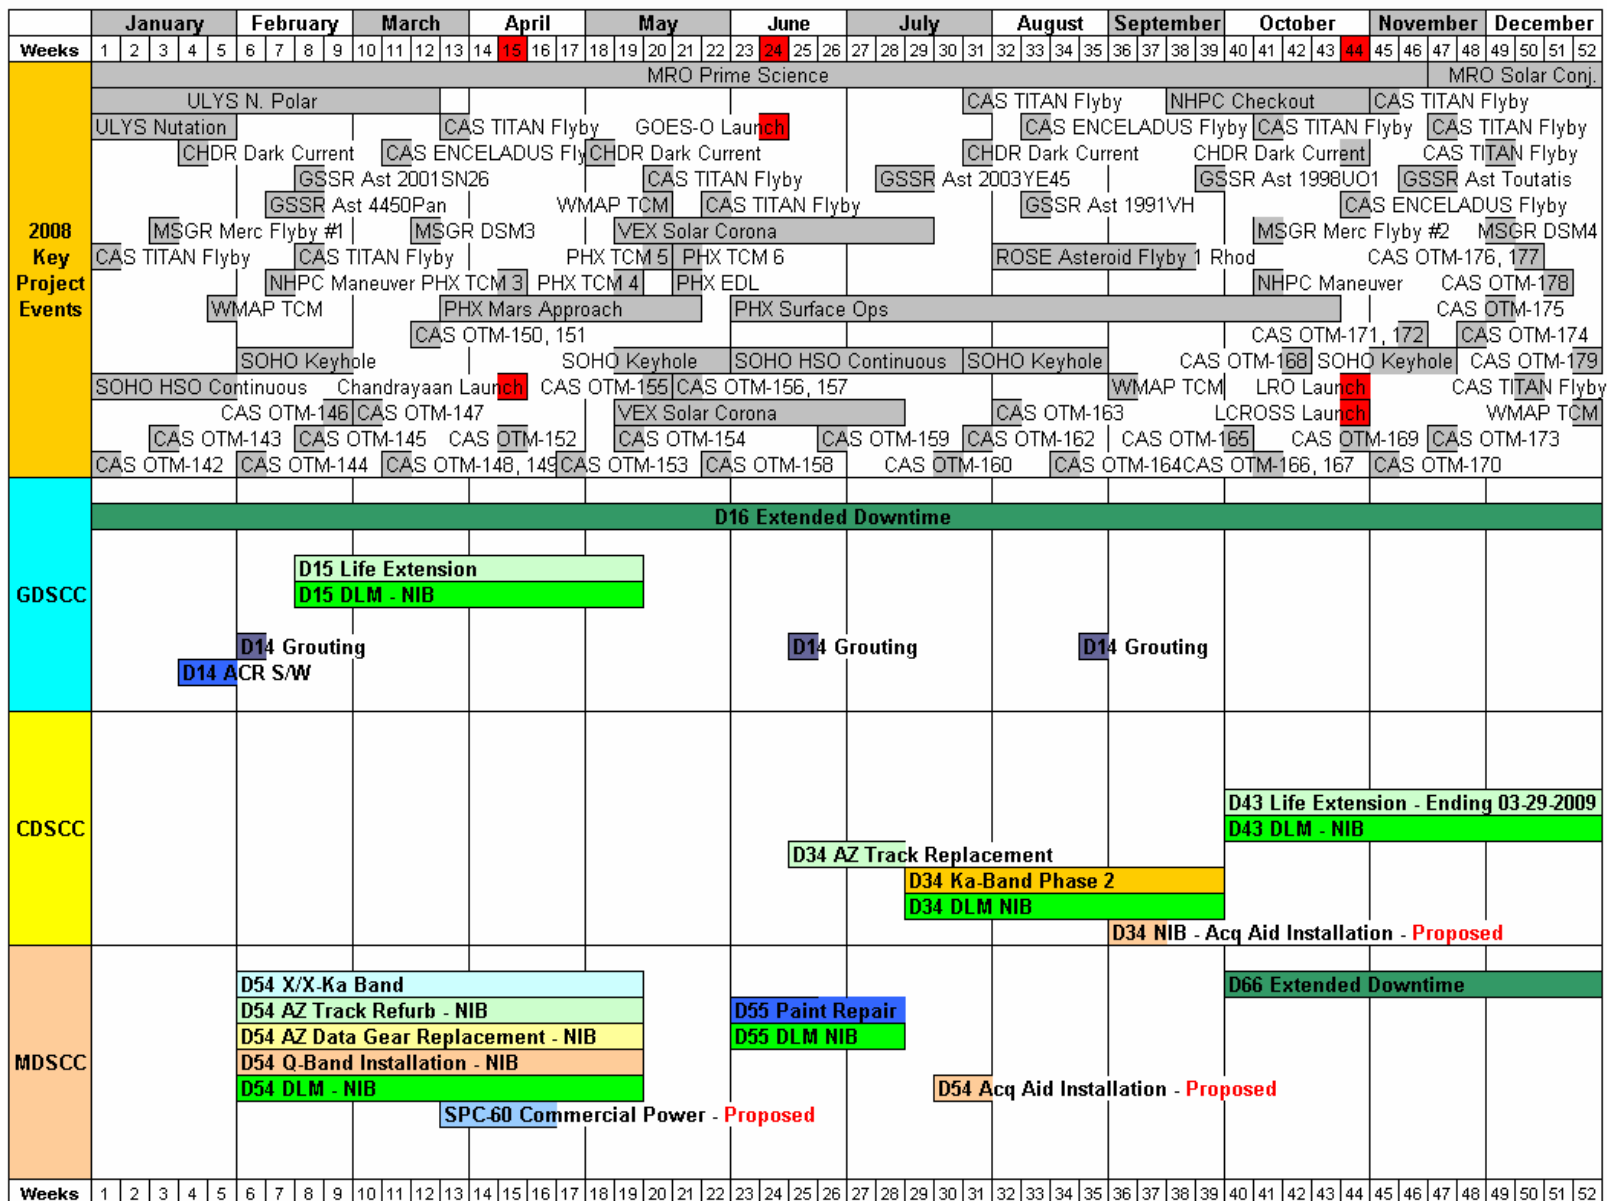 January February March April May June July August September October November December
Weeks 1 2 3 4 5 6 7 8 9 10 11 12 13 14 15 16 17 18 19 20 21 22 23 24 25 26 27 28 29 30 31 32 33 34 35 36 37 38 39 40 41 42 43 44 45 46 47 48 49 50 51 52
2008 Key Project Events
MRO Prime Science MRO Solar Conj.
ULYS N. Polar CAS TITAN Flyby NHPC Checkout CAS TITAN Flyby
ULYS Nutation CAS TITAN Flyby GOES-O Launch CAS ENCELADUS Flyby CAS TITAN Flyby CAS TITAN Flyby
CHDR Dark Current CAS ENCELADUS Fly CHDR Dark Current CHDR Dark Current CHDR Dark Current CAS TITAN Flyby
GSSR Ast 2001SN26 CAS TITAN Flyby GSSR Ast 2003YE45 GSSR Ast 1998UO1 GSSR Ast Toutatis
GSSR Ast 4450Pan WMAP TCM CAS TITAN Flyby GSSR Ast 1991VH CAS ENCELADUS Flyby
MSGR Merc Flyby #1 MSGR DSM3 VEX Solar Corona MSGR Merc Flyby #2 MSGR DSM4
CAS TITAN Flyby CAS TITAN Flyby PHX TCM 5 PHX TCM 6 ROSE Asteroid Flyby 1 Rhod CAS OTM-176, 177
NHPC Maneuver PHX TCM 3 PHX TCM 4 PHX EDL NHPC Maneuver CAS OTM-178
WMAP TCM PHX Mars Approach PHX Surface Ops CAS OTM-175
CAS OTM-150, 151 CAS OTM-171, 172 CAS OTM-174
SOHO Keyhole SOHO Keyhole SOHO HSO Continuous SOHO Keyhole CAS OTM-168 SOHO Keyhole CAS OTM-179
SOHO HSO Continuous Chandrayaan Launch CAS OTM-155 CAS OTM-156, 157 WMAP TCM LRO Launch CAS TITAN Flyby
CAS OTM-146 CAS OTM-147 VEX Solar Corona CAS OTM-163 LCROSS Launch WMAP TCM
CAS OTM-143 CAS OTM-145 CAS OTM-152 CAS OTM-154 CAS OTM-159 CAS OTM-162 CAS OTM-165 CAS OTM-169 CAS OTM-173
CAS OTM-142 CAS OTM-144 CAS OTM-148, 149 CAS OTM-153 CAS OTM-158 CAS OTM-160 CAS OTM-164 CAS OTM-166, 167 CAS OTM-170
GDSCC
D16 Extended Downtime
D15 Life Extension
D15 DLM - NIB
D14 Grouting D14 Grouting D14 Grouting
D14 ACR S/W
CDSCC
D43 Life Extension - Ending 03-29-2009
D43 DLM - NIB
D34 AZ Track Replacement
D34 Ka-Band Phase 2
D34 DLM NIB
D34 NIB - Acq Aid Installation - Proposed
MDSCC
D54 X/X-Ka Band D66 Extended Downtime
D54 AZ Track Refurb - NIB D55 Paint Repair
D54 AZ Data Gear Replacement - NIB D55 DLM NIB
D54 Q-Band Installation - NIB
D54 DLM - NIB D54 Acq Aid Installation - Proposed
SPC-60 Commercial Power - Proposed
Weeks 1 2 3 4 5 6 7 8 9 10 11 12 13 14 15 16 17 18 19 20 21 22 23 24 25 26 27 28 29 30 31 32 33 34 35 36 37 38 39 40 41 42 43 44 45 46 47 48 49 50 51 52